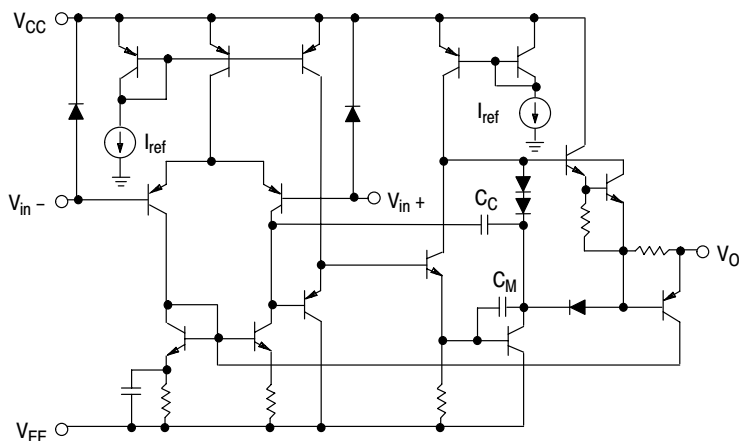 VCC
Iref
Iref
Vin –
Vin +
CC
VO
CM
VEE